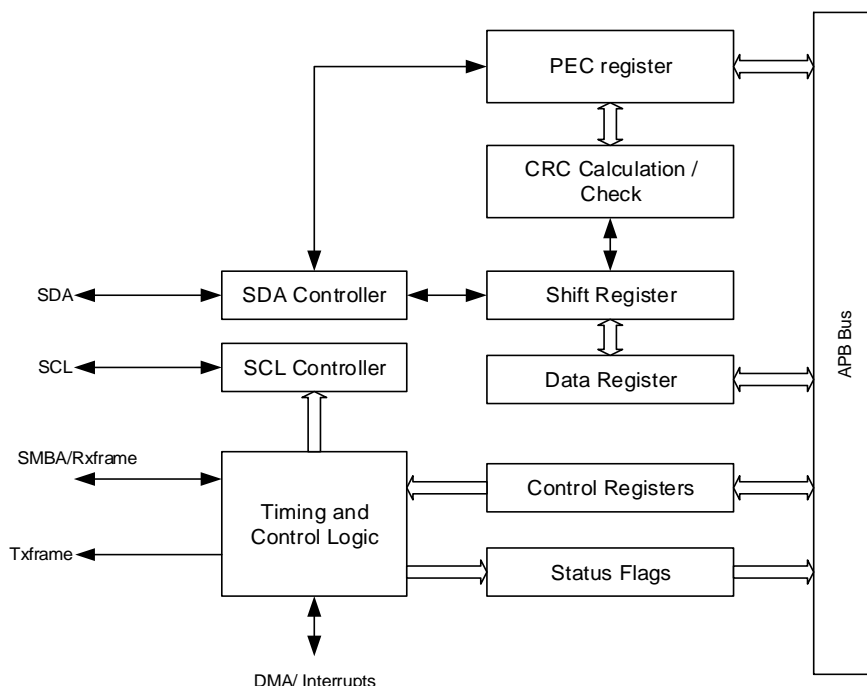 PEC register
CRC Calculation /
Check
SDA
SDA Controller
Shift Register
SCL
SCL Controller
Data Register
APB Bus
SMBA/Rxframe
Timing and
Control Logic
Control Registers
Txframe
Status Flags
DMA/ Interrupts